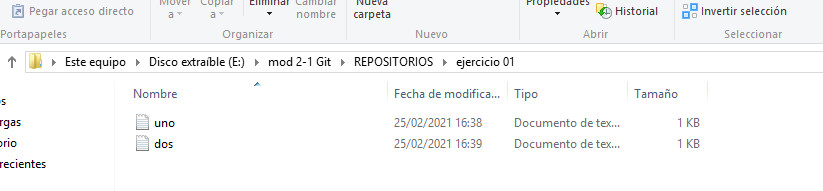 Pegar acceso directo
Mover a
Copiar a
Eliminar
Cambiar nombre
Nueva carpeta
Propiedades
Historial
Invertir selección
Portapapeles
Organizar
Nuevo
Abrir
Seleccionar
Este equipo
Disco extraíble (E:)
mod 2-1 Git
REPOSITORIOS
ejercicio 01
Nombre
Fecha de modifica...
Tipo
Tamaño
os
uno
25/02/2021 16:38
Documento de tex...
1 KB
rgas
dos
25/02/2021 16:39
Documento de tex...
1 KB
orio
recientes